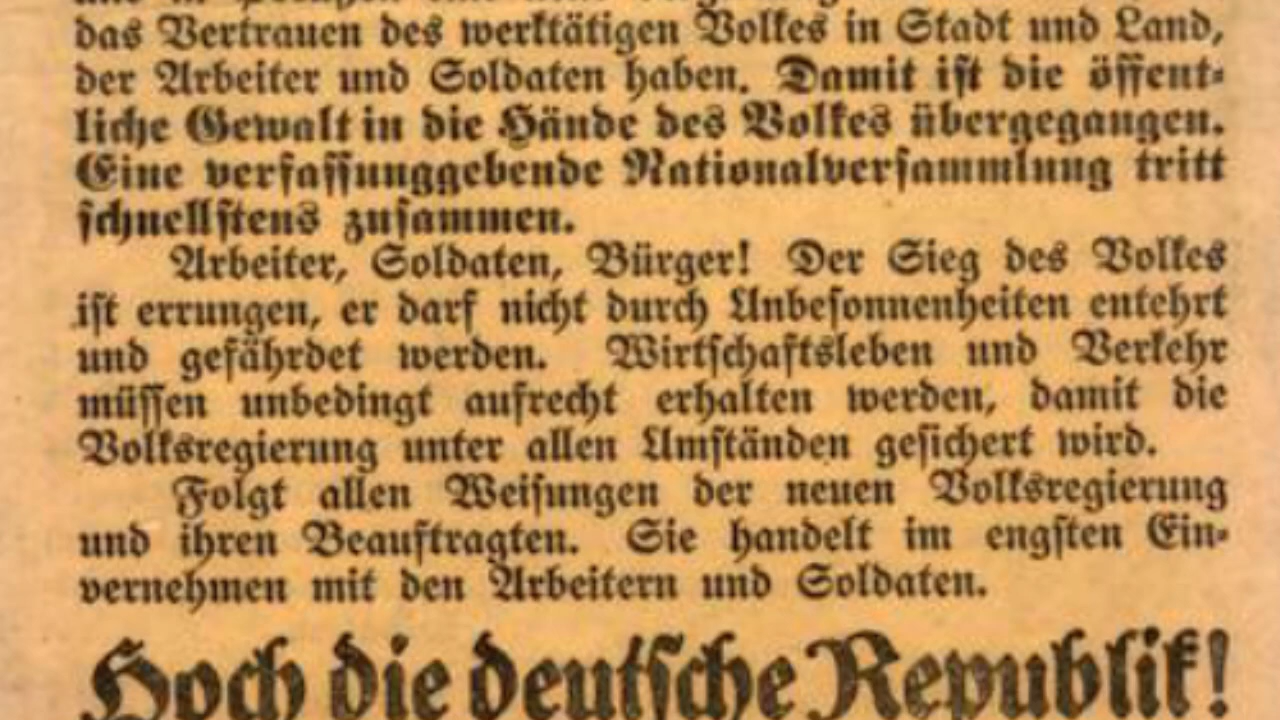 das Vertrauen des werktätigen Volkes in Stadt und Land,
der Arbeiter und Soldaten haben. Damit ist die öffent-
liche Gewalt in die Hände des Volkes übergegangen.
Eine verfassunggebende Nationalversammlung tritt
schnellstens zusammen.
Arbeiter, Soldaten, Bürger! Der Sieg des Volkes
ist errungen, er darf nicht durch Unbesonnenheiten entehrt
und gefährdet werden. Wirtschaftsleben und Verkehr
müssen unbedingt aufrecht erhalten werden, damit die
Volksregierung unter allen Umständen gesichert wird.
Folgt allen Weisungen der neuen Volksregierung
und ihren Beauftragten. Sie handelt im engsten Ein-
vernehmen mit den Arbeitern und Soldaten.
Hoch die deutsche Republik!